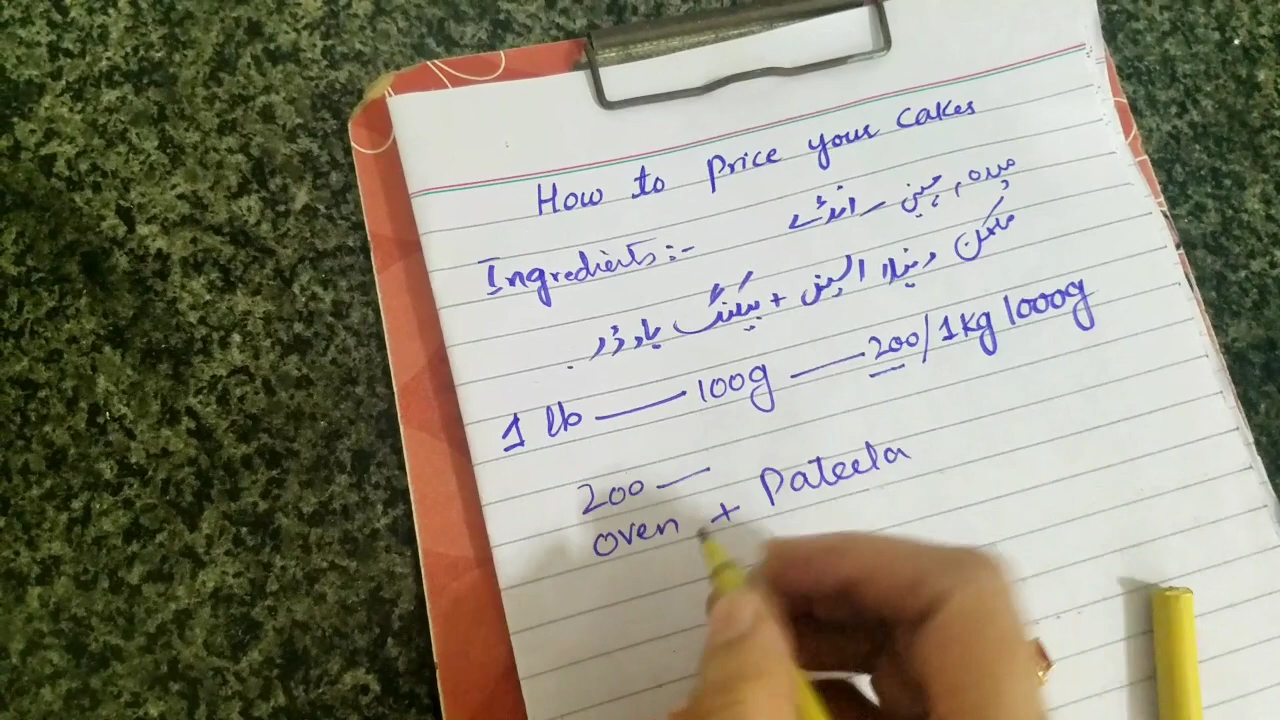 How to Price your Cakes
Ingredients:- میدہ چینی - انڈے
مکھن ونیلا ایسنس + بیکنگ پاوڈر
1 lb — 100g — 200/1kg 1000g
200 —
oven + Pateela